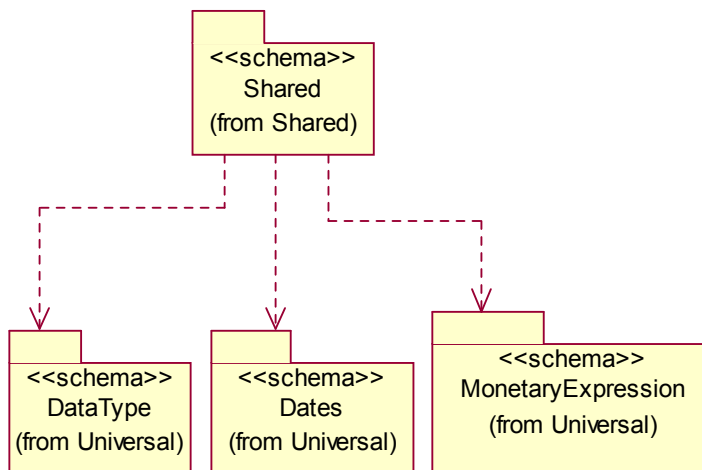 <<schema>>
Shared
(from Shared)
<<schema>>
DataType
(from Universal)
<<schema>>
Dates
(from Universal)
<<schema>>
MonetaryExpression
(from Universal)